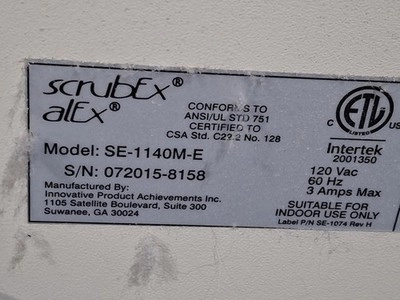 scrubEx®
alEx®
CONFORMS TO
ANSI/UL STD 751
CERTIFIED TO
CSA Std. C22.2 No. 128
C ETL US
LISTED
Intertek
2001350
Model: SE-1140M-E
S/N: 072015-8158
120 Vac
60 Hz
3 Amps Max
Manufactured By:
Innovative Product Achievements Inc.
1105 Satellite Boulevard, Suite 300
Suwanee, GA 30024
SUITABLE FOR
INDOOR USE ONLY
Label P/N SE-1074 Rev H